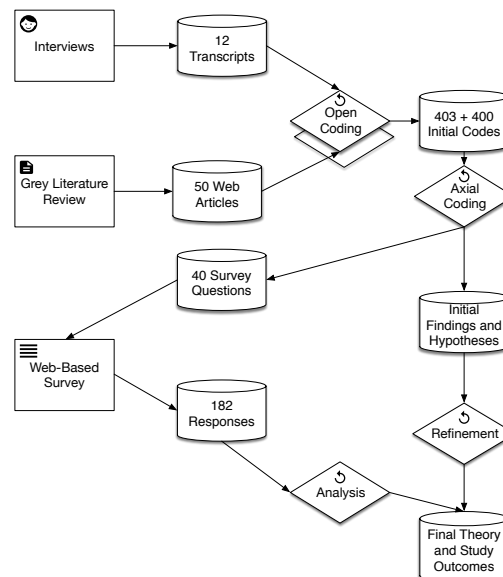 Interviews
12
Transcripts
Open
Coding
403 + 400
Initial Codes
Grey Literature
Review
50 Web
Articles
Axial
Coding
40 Survey
Questions
Initial
Findings and
Hypotheses
Web-Based
Survey
182
Responses
Refinement
Analysis
Final Theory
and Study
Outcomes